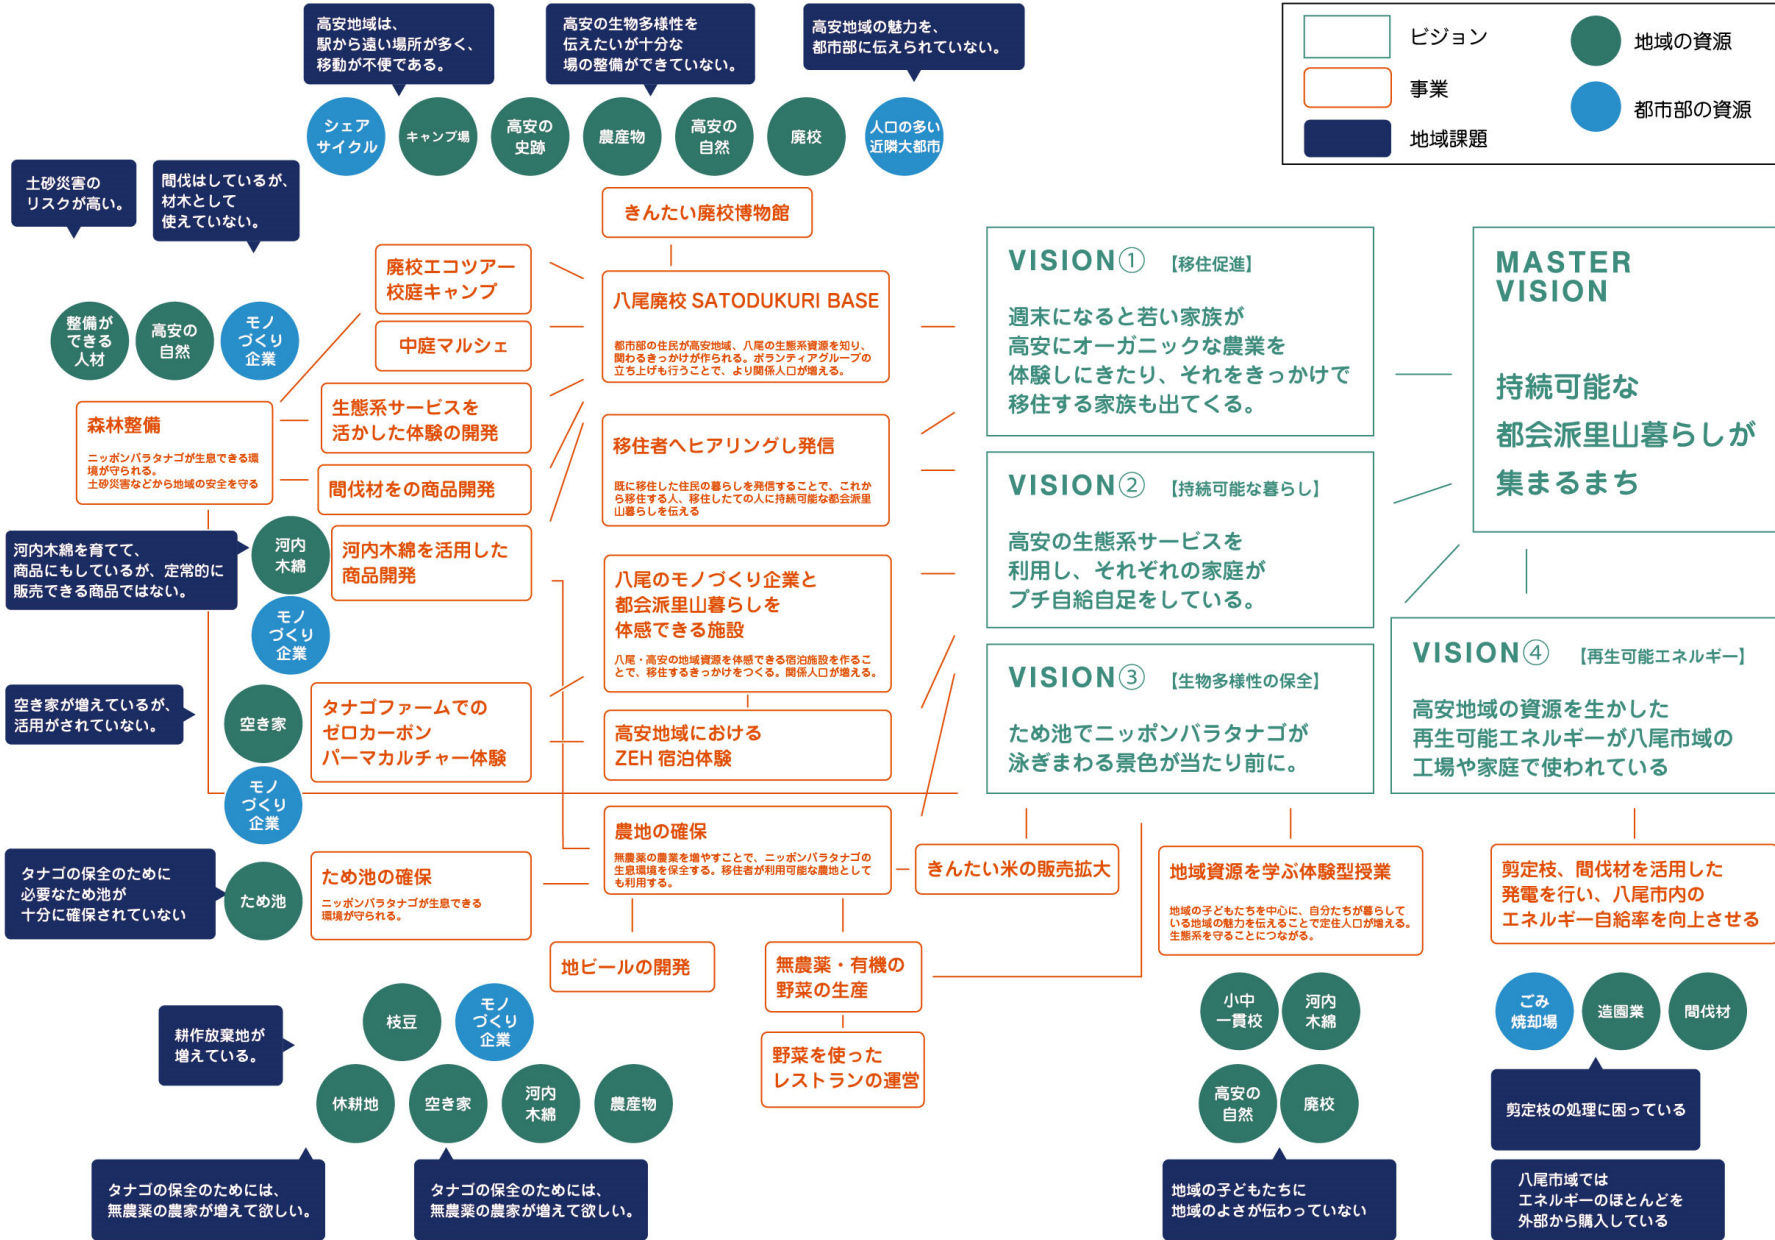 高安地域は、
駅から遠い場所が多く、
移動が不便である。
高安の生物多様性を
伝えたいが十分な
場の整備ができていない。
高安地域の魅力を、
都市部に伝えられていない。
ビジョン
事業
地域課題
地域の資源
都市部の資源
シェア
サイクル
キャンプ場
高安の
史跡
農産物
高安の
自然
廃校
人口の多い
近隣大都市
土砂災害の
リスクが高い。
間伐はしているが、
材木として
使えていない。
きんたい廃校博物館
廃校エコツアー
校庭キャンプ
中庭マルシェ
八尾廃校 SATODUKURI BASE
都市部の住民が高安地域、八尾の生態系資源を知り、
関わるきっかけが作られる。ボランティアグループの
立ち上げも行うことで、より関係人口が増える。
整備が
できる
人材
高安の
自然
モノ
づくり
企業
森林整備
ニッポンバラタナゴが生息できる環
境が守られる。
土砂災害などから地域の安全を守る
生態系サービスを
活かした体験の開発
間伐材をの商品開発
移住者へヒアリングし発信
既に移住した住民の暮らしを発信することで、これか
ら移住する人、移住したての人に持続可能な都会派里
山暮らしを伝える
VISION① 【移住促進】
週末になると若い家族が
高安にオーガニックな農業を
体験しにきたり、それをきっかけで
移住する家族も出てくる。
VISION② 【持続可能な暮らし】
高安の生態系サービスを
利用し、それぞれの家庭が
プチ自給自足をしている。
VISION③ 【生物多様性の保全】
ため池でニッポンバラタナゴが
泳ぎまわる景色が当たり前に。
MASTER
VISION
持続可能な
都会派里山暮らしが
集まるまち
VISION④ 【再生可能エネルギー】
高安地域の資源を生かした
再生可能エネルギーが八尾市域の
工場や家庭で使われている
河内木綿を育てて、
商品にもしているが、定常的に
販売できる商品ではない。
河内
木綿
モノ
づくり
企業
河内木綿を活用した
商品開発
八尾のモノづくり企業と
都会派里山暮らしを
体感できる施設
八尾・高安の地域資源を体感できる宿泊施設を作るこ
とで、移住するきっかけをつくる。関係人口が増える。
空き家が増えているが、
活用がされていない。
空き家
モノ
づくり
企業
タナゴファームでの
ゼロカーボン
パーマカルチャー体験
高安地域における
ZEH 宿泊体験
農地の確保
無農薬の農業を増やすことで、ニッポンバラタナゴの
生息環境を保全する。移住者が利用可能な農地として
も利用する。
きんたい米の販売拡大
タナゴの保全のために
必要なため池が
十分に確保されていない
ため池
ため池の確保
ニッポンバラタナゴが生息できる
環境が守られる。
地ビールの開発
無農薬・有機の
野菜の生産
野菜を使った
レストランの運営
地域資源を学ぶ体験型授業
地域の子どもたちを中心に、自分たちが暮らして
いる地域の魅力を伝えることで定住人口が増える。
生態系を守ることにつながる。
剪定枝、間伐材を活用した
発電を行い、八尾市内の
エネルギー自給率を向上させる
耕作放棄地が
増えている。
枝豆
モノ
づくり
企業
休耕地
空き家
河内
木綿
農産物
タナゴの保全のためには、
無農薬の農家が増えて欲しい。
タナゴの保全のためには、
無農薬の農家が増えて欲しい。
小中
一貫校
河内
木綿
高安の
自然
廃校
地域の子どもたちに
地域のよさが伝わっていない
ごみ
焼却場
造園業
間伐材
剪定枝の処理に困っている
八尾市域では
エネルギーのほとんどを
外部から購入している